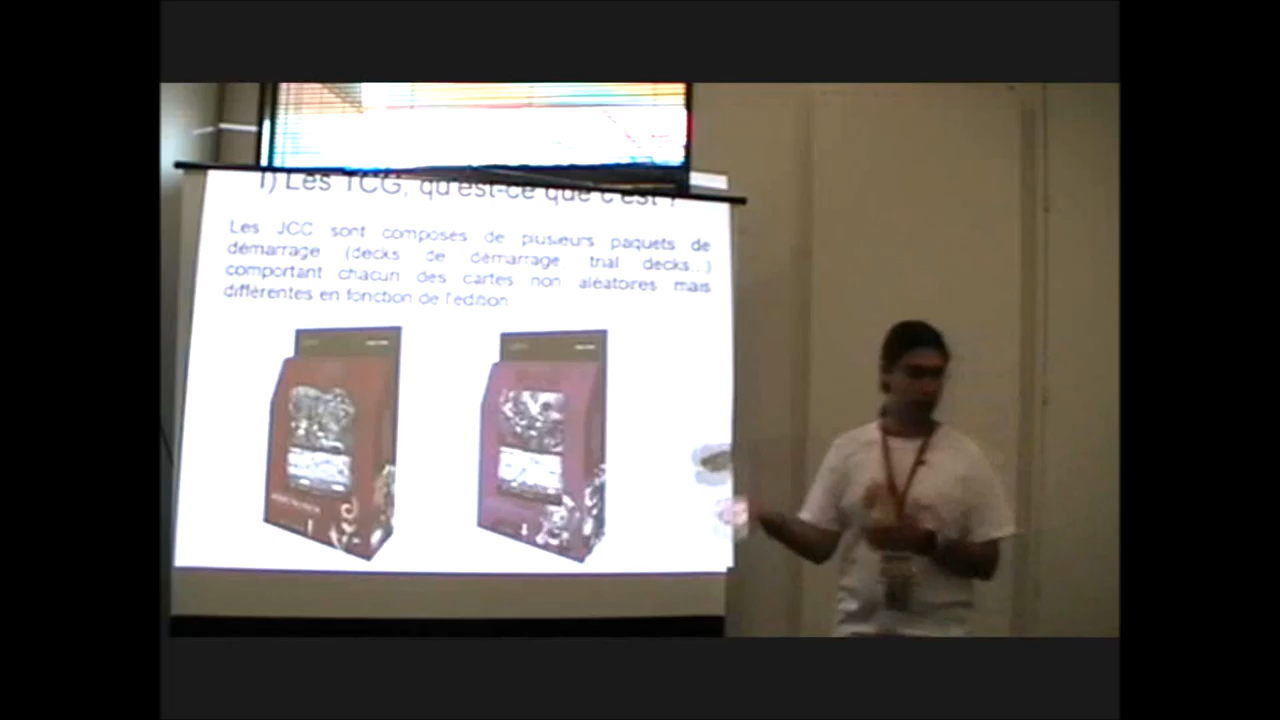 I) Les TCG, qu'est-ce que c'est ?
Les JCC sont composés de plusieurs paquets de
démarrage (decks de démarrage trial decks...)
comportant chacun des cartes non aléatoires mais
différentes en fonction de l'édition